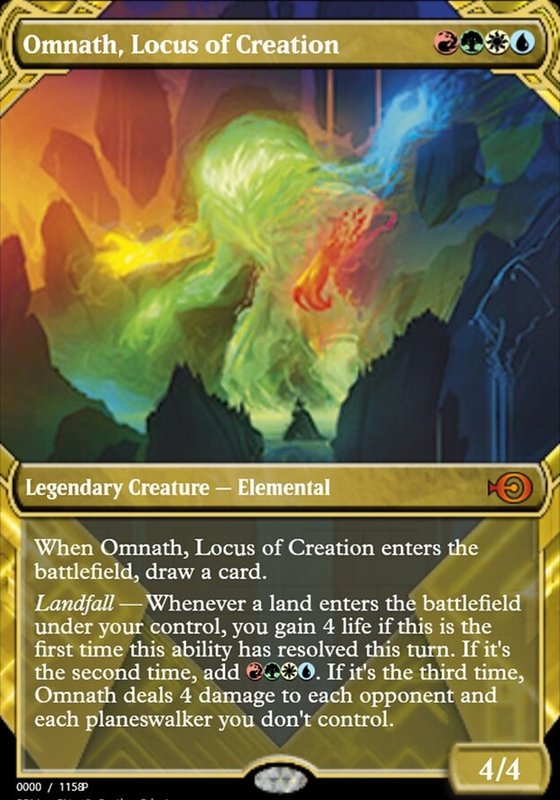 Omnath, Locus of Creation
Legendary Creature — Elemental
When Omnath, Locus of Creation enters the
battlefield, draw a card.
Landfall — Whenever a land enters the battlefield
under your control, you gain 4 life if this is the
first time this ability has resolved this turn. If it's
the second time, add . If it's the third time,
Omnath deals 4 damage to each opponent and
each planeswalker you don't control.
4/4
0000 / 1158P